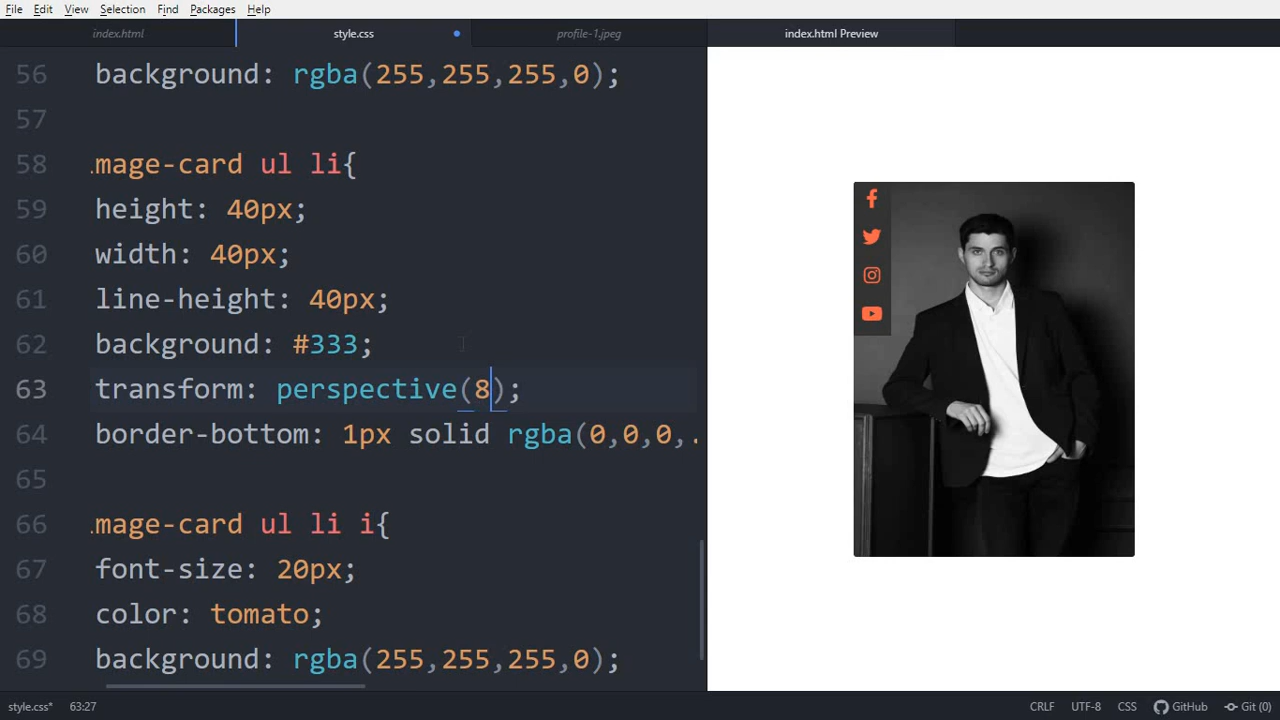 File Edit View Selection Find Packages Help
index.html style.css profile-1.jpeg index.html Preview
56 background: rgba(255,255,255,0);
57
58 .mage-card ul li{
59 height: 40px;
60 width: 40px;
61 line-height: 40px;
62 background: #333;
63 transform: perspective(8);
64 border-bottom: 1px solid rgba(0,0,0,.
65
66 .mage-card ul li i{
67 font-size: 20px;
68 color: tomato;
69 background: rgba(255,255,255,0);
style.css* 63:27 CRLF UTF-8 CSS GitHub Git (0)